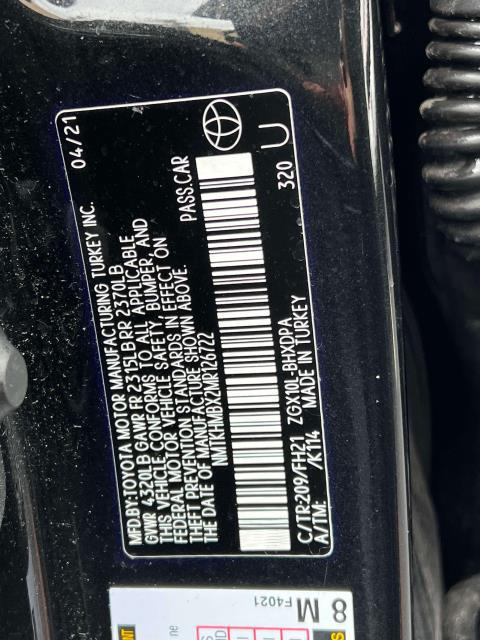 MFD.BY:TOYOTA MOTOR MANUFACTURING TURKEY INC. 04/21
GVWR 4320LB GAWR FR 2315LB RR 2370LB
THIS VEHICLE CONFORMS TO ALL APPLICABLE
FEDERAL MOTOR VEHICLE SAFETY, BUMPER, AND
THEFT PREVENTION STANDARDS IN EFFECT ON
THE DATE OF MANUFACTURE SHOWN ABOVE.
NMTKHMBX2MR126722 PASS.CAR
C/TR:209/FH21 ZGX10L-BHXDPA 320 U
A/TM: /K114 MADE IN TURKEY
8 M
F4021